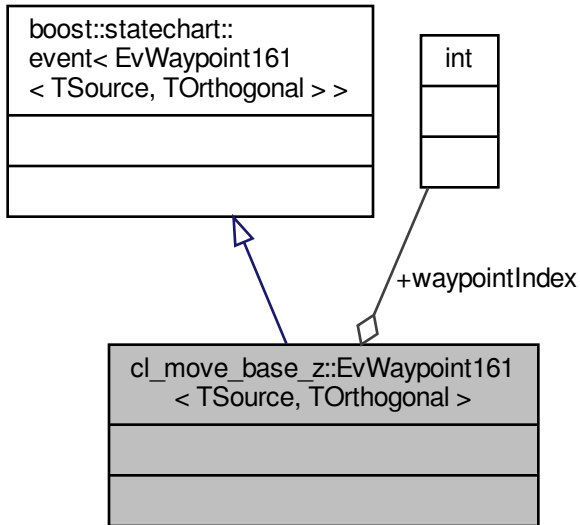 boost::statechart::
event< EvWaypoint161
< TSource, TOrthogonal > >
int
+waypointIndex
cl_move_base_z::EvWaypoint161
< TSource, TOrthogonal >